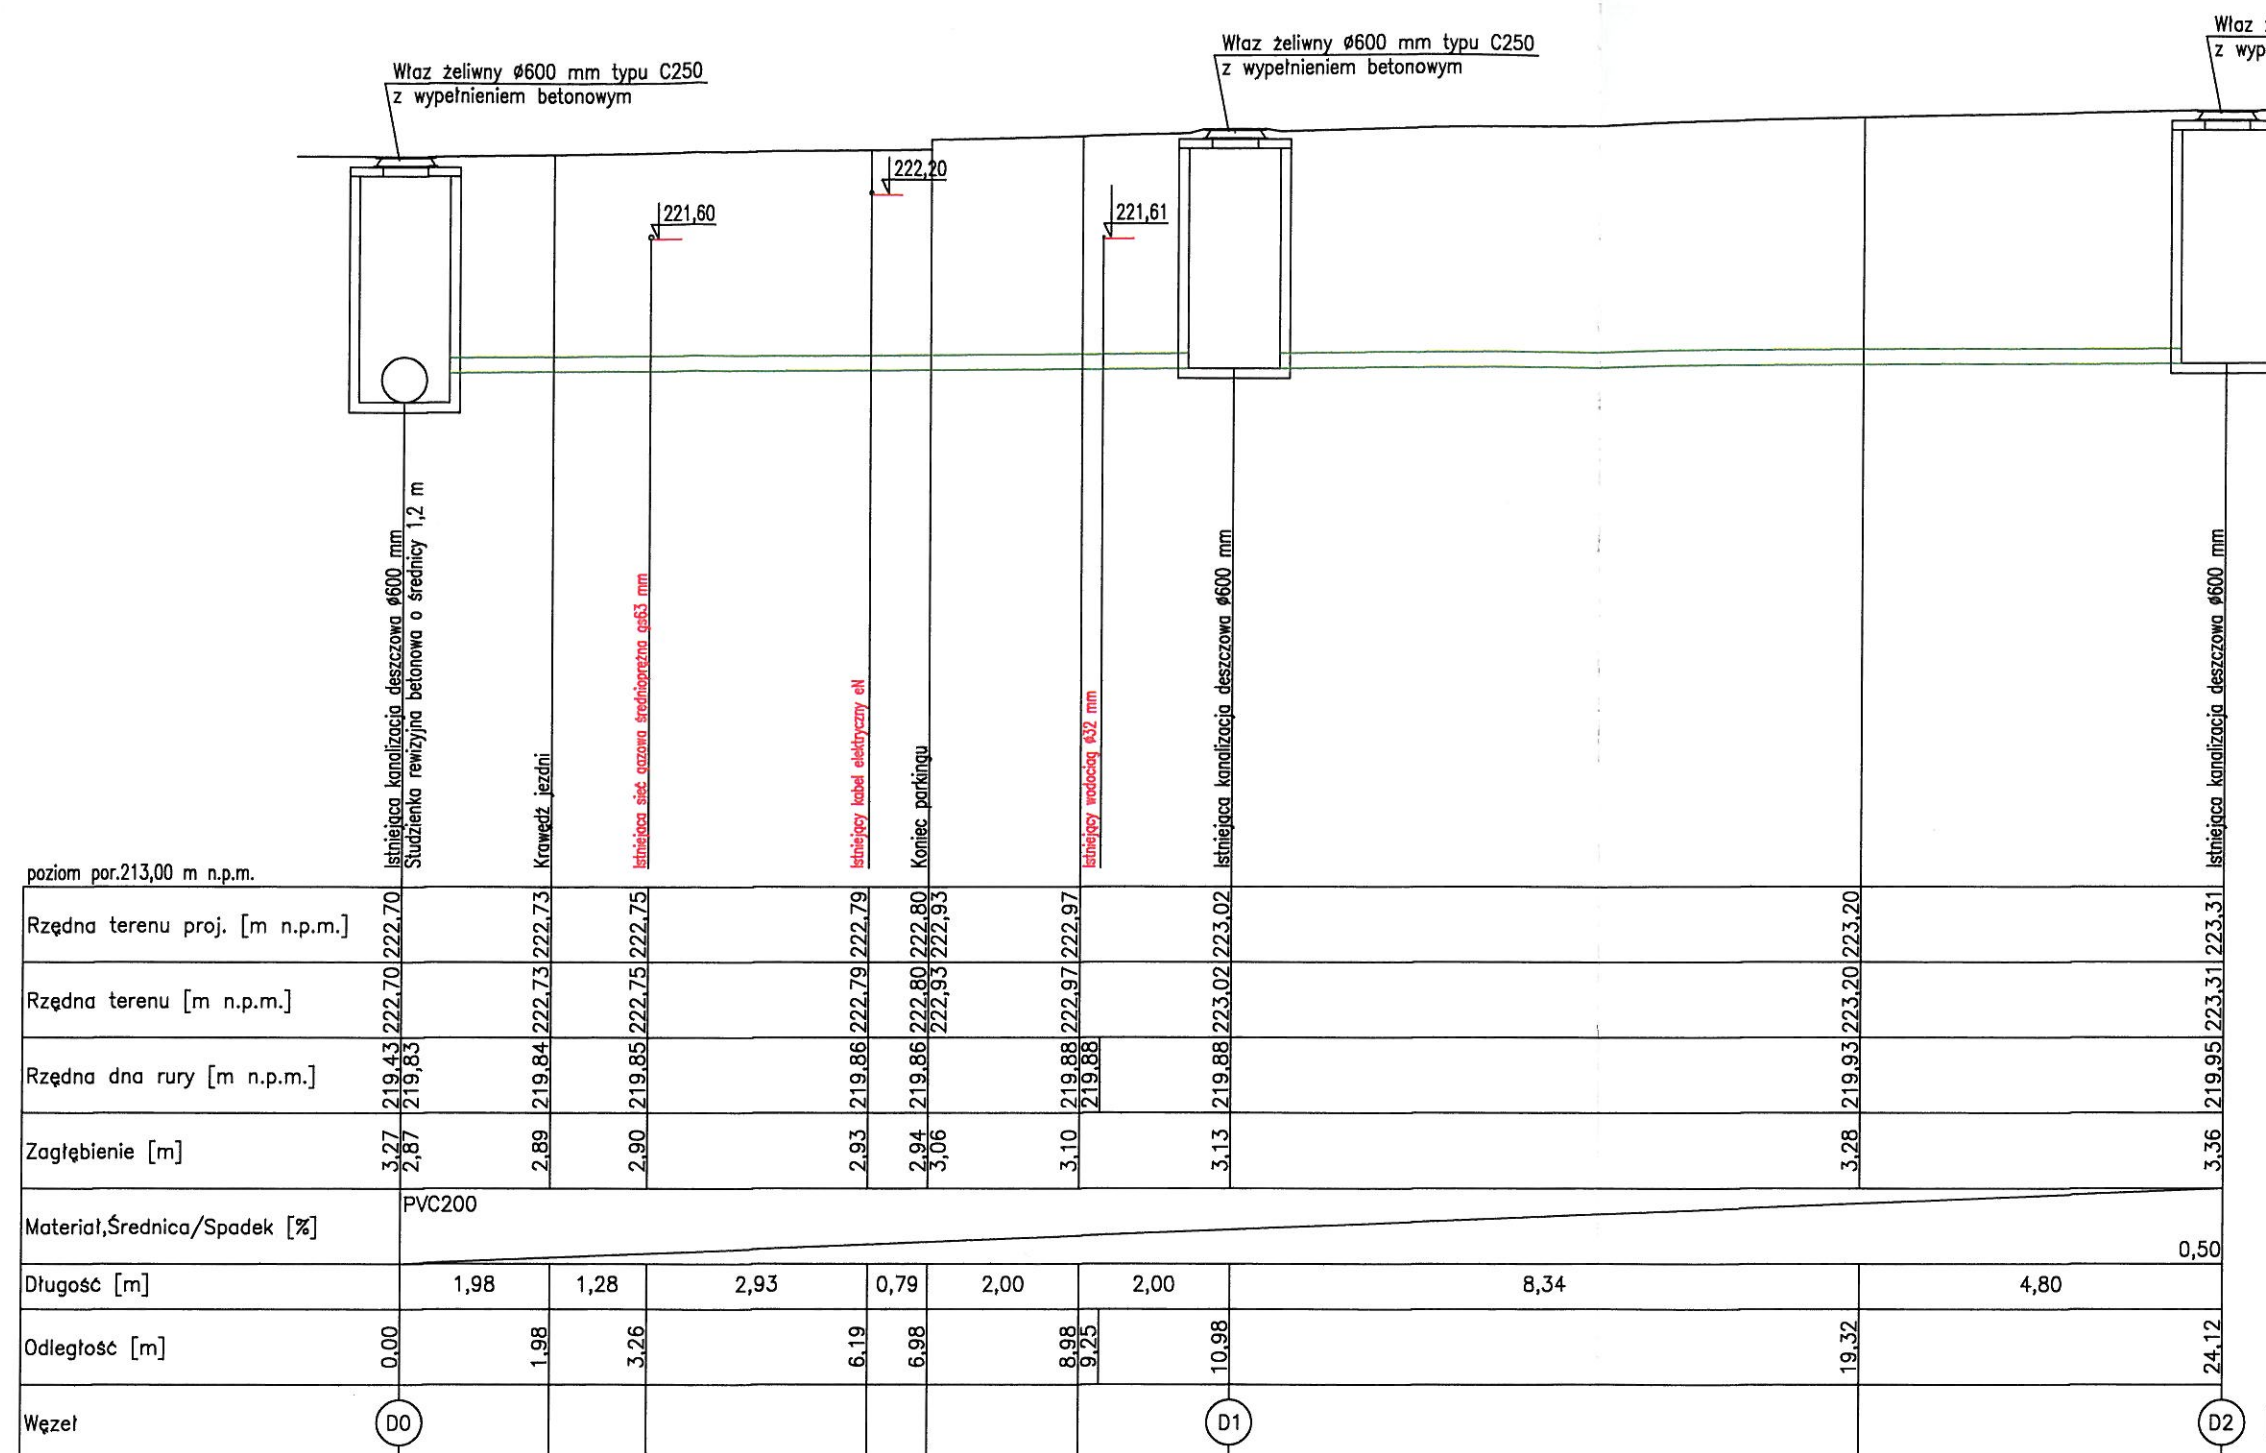 Właz żeliwny ø600 mm typu C250
z wypełnieniem betonowym
Właz żeliwny ø600 mm typu C250
z wypełnieniem betonowym
Właz
z wyp
222,20
221,60
221,61
Istniejąca kanalizacja deszczowa ø600 mm
Studzienka rewizyjna betonowa o średnicy 1,2 m
Krawędź jezdni
Istniejąca sieć gazowa średnioprężna gs63 mm
Istniejący kabel elektryczny eN
Koniec parkingu
Istniejący wodociąg ø32 mm
Istniejąca kanalizacja deszczowa ø600 mm
Istniejąca kanalizacja deszczowa ø600 mm
poziom por.213,00 m n.p.m.
Rzędna terenu proj. [m n.p.m.] 222,70 222,73 222,75 222,79 222,80 222,93 222,97 223,02 223,20 223,31
Rzędna terenu [m n.p.m.] 222,70 222,73 222,75 222,79 222,80 222,93 222,97 223,02 223,20 223,31
Rzędna dna rury [m n.p.m.] 219,43 219,83 219,84 219,85 219,86 219,86 219,88 219,88 219,88 219,93 219,95
Zagłębienie [m] 3,27 2,87 2,89 2,90 2,93 2,94 3,06 3,10 3,13 3,28 3,36
PVC200
Materiał,Średnica/Spadek [%]
0,50
Długość [m] 1,98 1,28 2,93 0,79 2,00 2,00 8,34 4,80
Odległość [m] 0,00 1,98 3,26 6,19 6,98 8,98 9,25 10,98 19,32 24,12
Węzeł D0 D1 D2